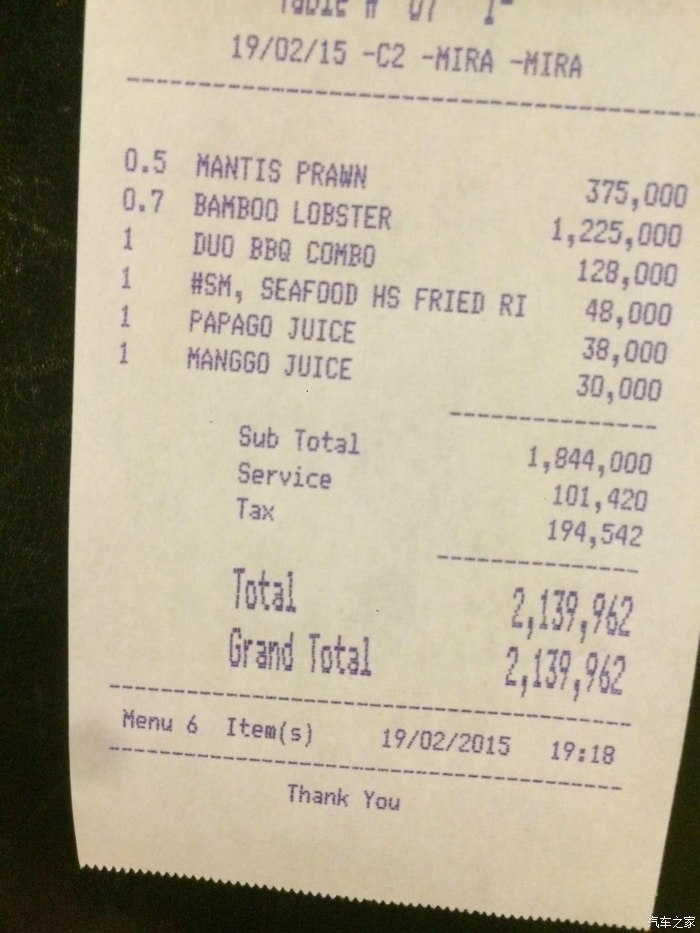 Table # 07 1
19/02/15 -C2 -MIRA -MIRA
0.5 MANTIS PRAWN 375,000
0.7 BAMBOO LOBSTER 1,225,000
1 DUO BBQ COMBO 128,000
1 #SM, SEAFOOD HS FRIED RI 48,000
1 PAPAGO JUICE 38,000
1 MANGGO JUICE 30,000
Sub Total 1,844,000
Service 101,420
Tax 194,542
Total 2,139,962
Grand Total 2,139,962
Menu 6 Item(s) 19/02/2015 19:18
Thank You
汽车之家